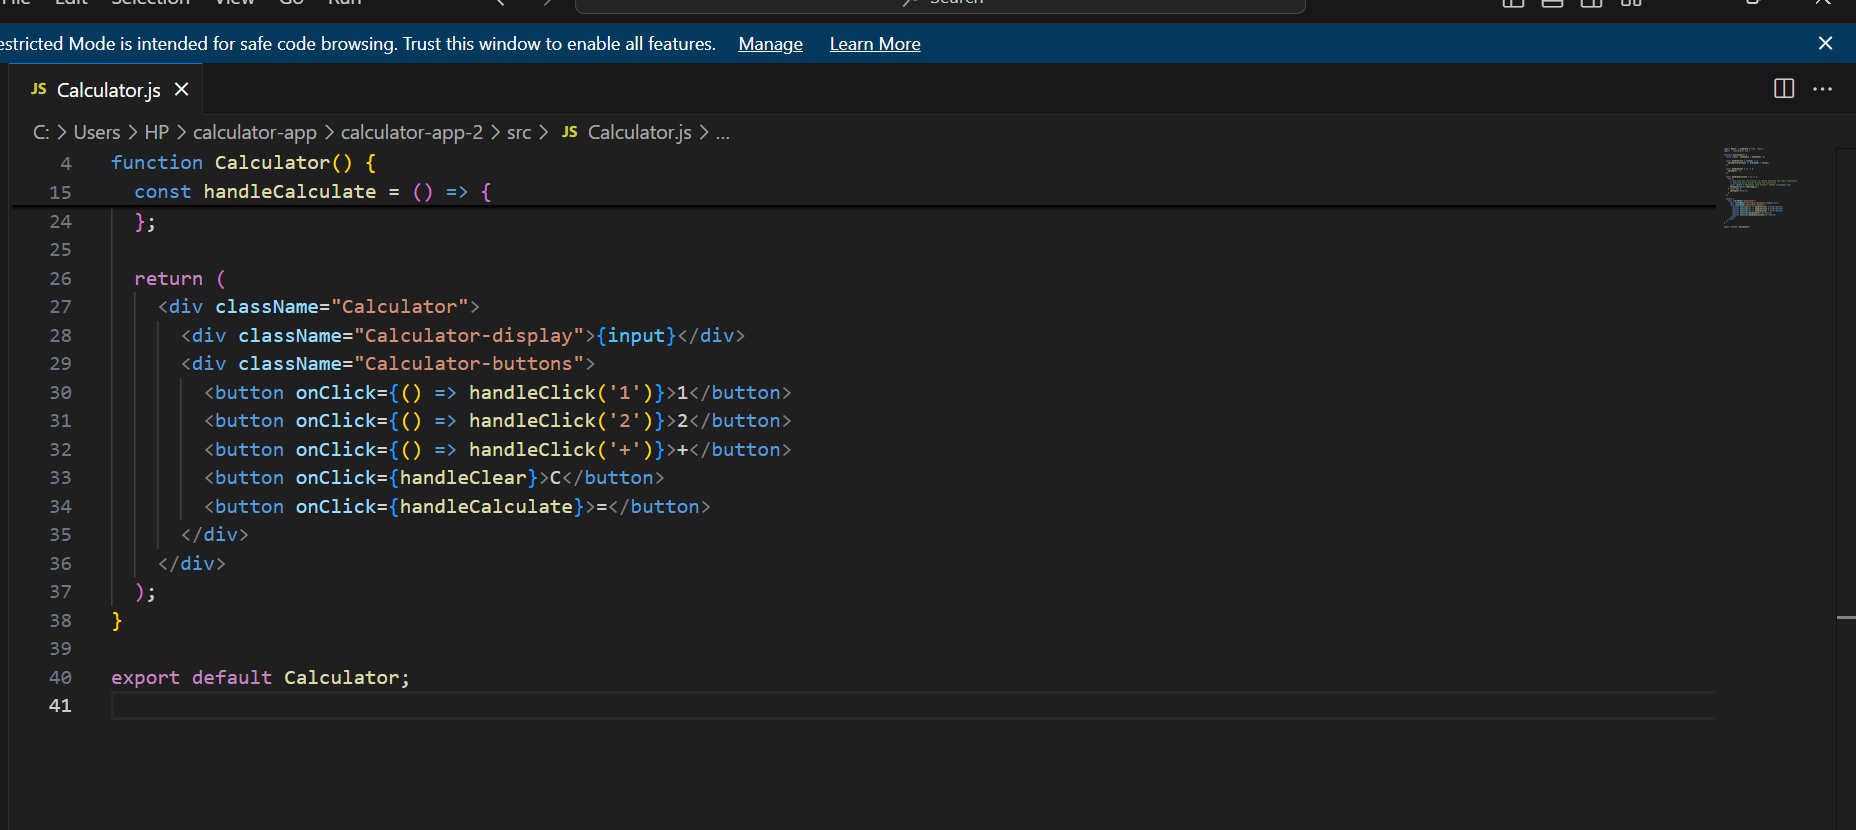 File Edit Selection View Go Run Search
estricted Mode is intended for safe code browsing. Trust this window to enable all features. Manage Learn More
JS Calculator.js
C: > Users > HP > calculator-app > calculator-app-2 > src > JS Calculator.js > ...
4 function Calculator() {
15 const handleCalculate = () => {
24 };
25
26 return (
27 <div className="Calculator">
28 <div className="Calculator-display">{input}</div>
29 <div className="Calculator-buttons">
30 <button onClick={() => handleClick('1')}>1</button>
31 <button onClick={() => handleClick('2')}>2</button>
32 <button onClick={() => handleClick('+')}>+</button>
33 <button onClick={handleClear}>C</button>
34 <button onClick={handleCalculate}>=</button>
35 </div>
36 </div>
37 );
38 }
39
40 export default Calculator;
41